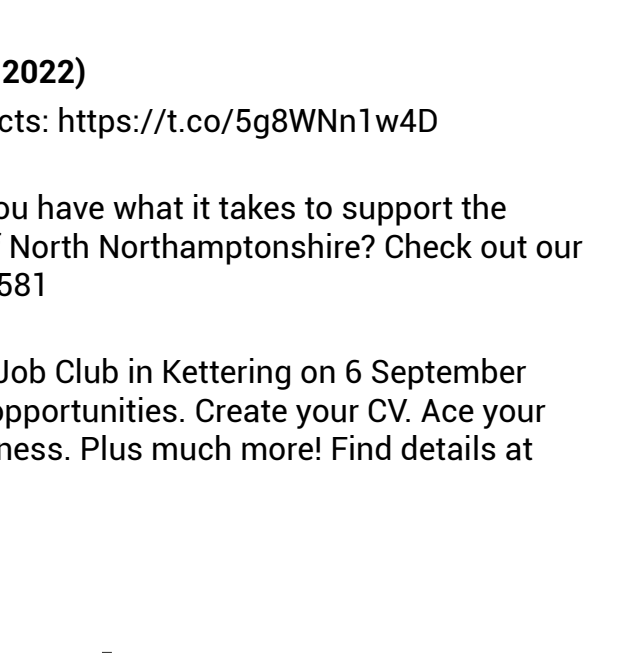 2022)
cts: https://t.co/5g8WNn1w4D
ou have what it takes to support the
North Northamptonshire? Check out our
581
Job Club in Kettering on 6 September
opportunities. Create your CV. Ace your
ness. Plus much more! Find details at